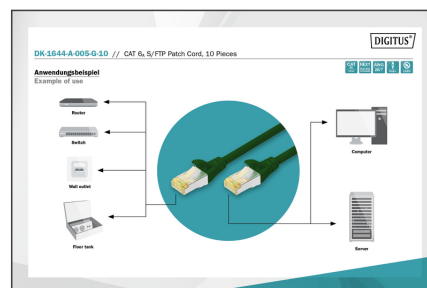 DIGITUS®
DK-1644-A-005-G-10 // CAT 6A S/FTP Patch Cord, 10 Pieces
Anwendungsbeispiel
Example of use
Router
Switch
Wall outlet
Floor tank
Computer
Server